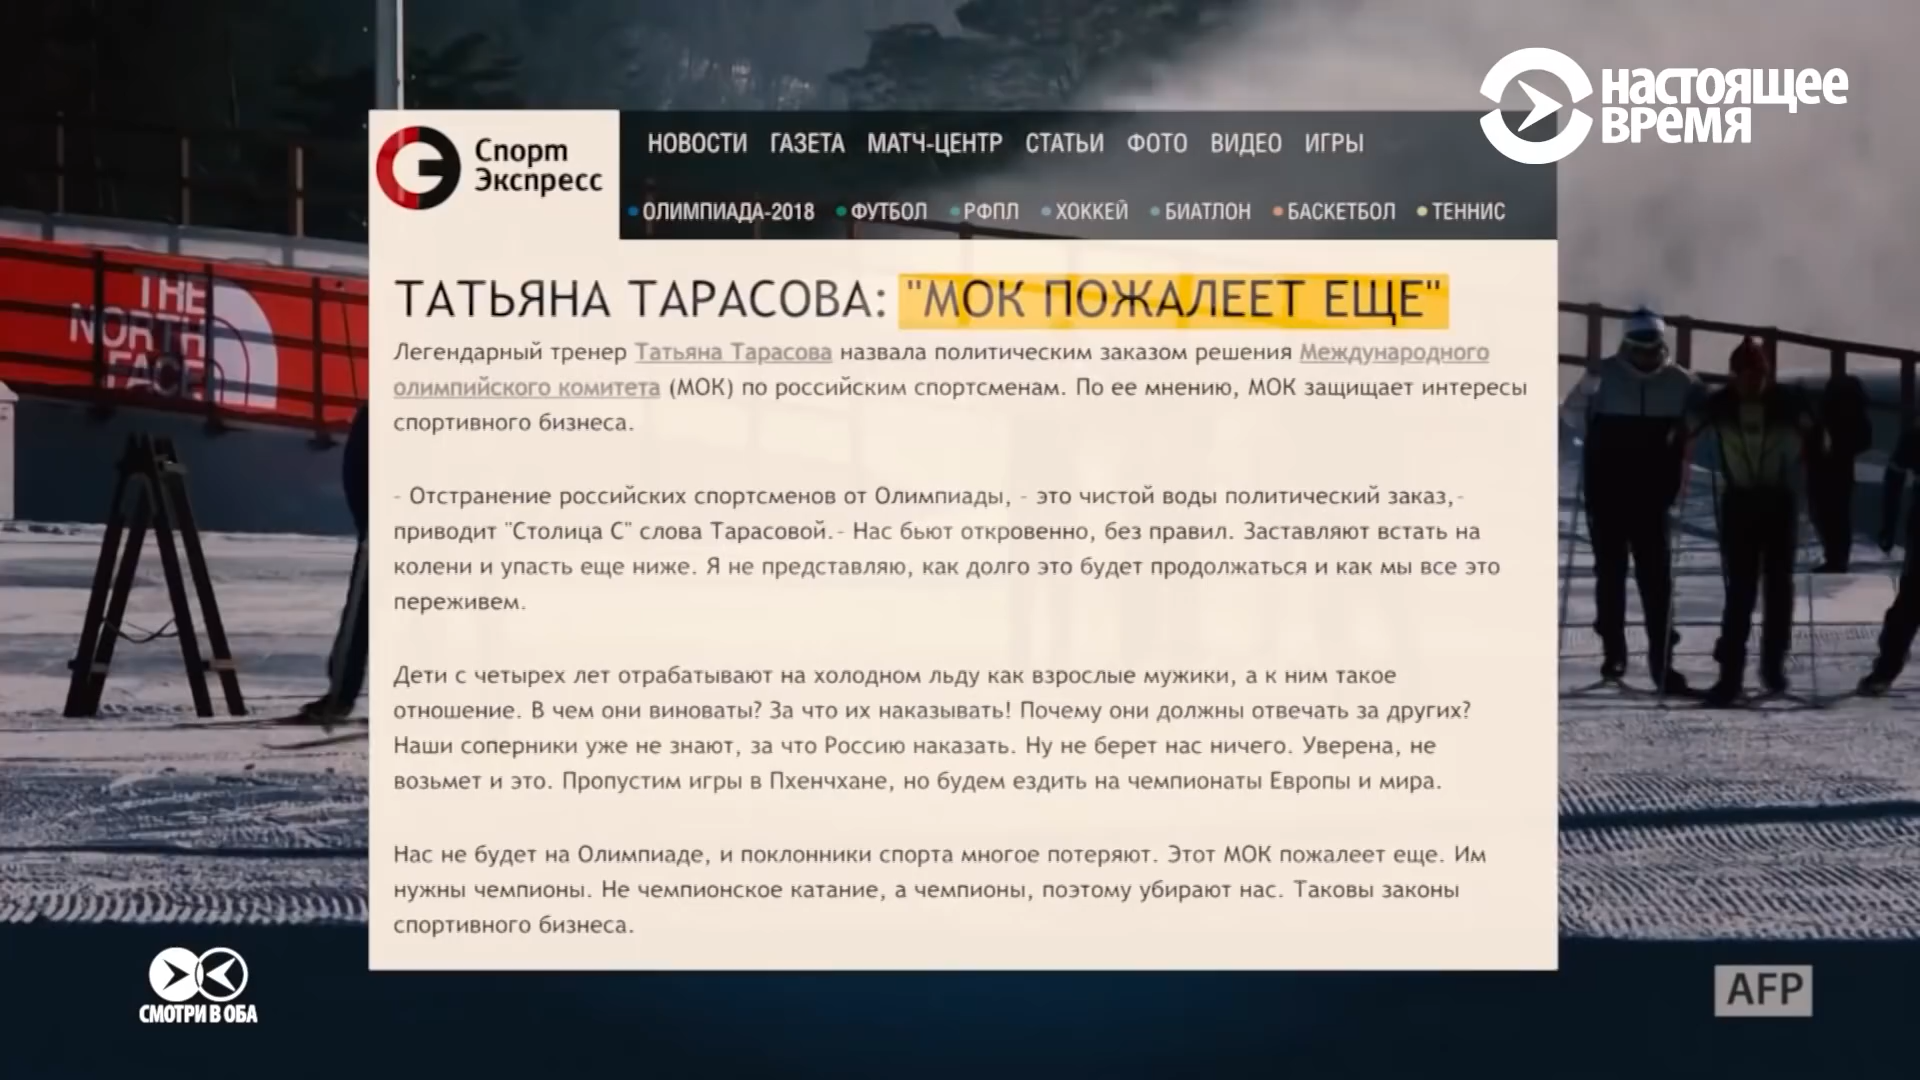 НАСТОЯЩЕЕ
ВРЕМЯ
Спорт
Экспресс
НОВОСТИ ГАЗЕТА МАТЧ-ЦЕНТР СТАТЬИ ФОТО ВИДЕО ИГРЫ
ОЛИМПИАДА-2018 ФУТБОЛ РФПЛ ХОККЕЙ БИАТЛОН БАСКЕТБОЛ ТЕННИС
THE
NORTH
FACE
ТАТЬЯНА ТАРАСОВА: "МОК ПОЖАЛЕЕТ ЕЩЕ"
Легендарный тренер Татьяна Тарасова назвала политическим заказом решения Международного
олимпийского комитета (МОК) по российским спортсменам. По ее мнению, МОК защищает интересы
спортивного бизнеса.
- Отстранение российских спортсменов от Олимпиады, - это чистой воды политический заказ,-
приводит "Столица С" слова Тарасовой.- Нас бьют откровенно, без правил. Заставляют встать на
колени и упасть еще ниже. Я не представляю, как долго это будет продолжаться и как мы все это
переживем.
Дети с четырех лет отрабатывают на холодном льду как взрослые мужики, а к ним такое
отношение. В чем они виноваты? За что их наказывать! Почему они должны отвечать за других?
Наши соперники уже не знают, за что Россию наказать. Ну не берет нас ничего. Уверена, не
возьмет и это. Пропустим игры в Пхенчхане, но будем ездить на чемпионаты Европы и мира.
Нас не будет на Олимпиаде, и поклонники спорта многое потеряют. Этот МОК пожалеет еще. Им
нужны чемпионы. Не чемпионское катание, а чемпионы, поэтому убирают нас. Таковы законы
спортивного бизнеса.
СМОТРИ В ОБА
AFP